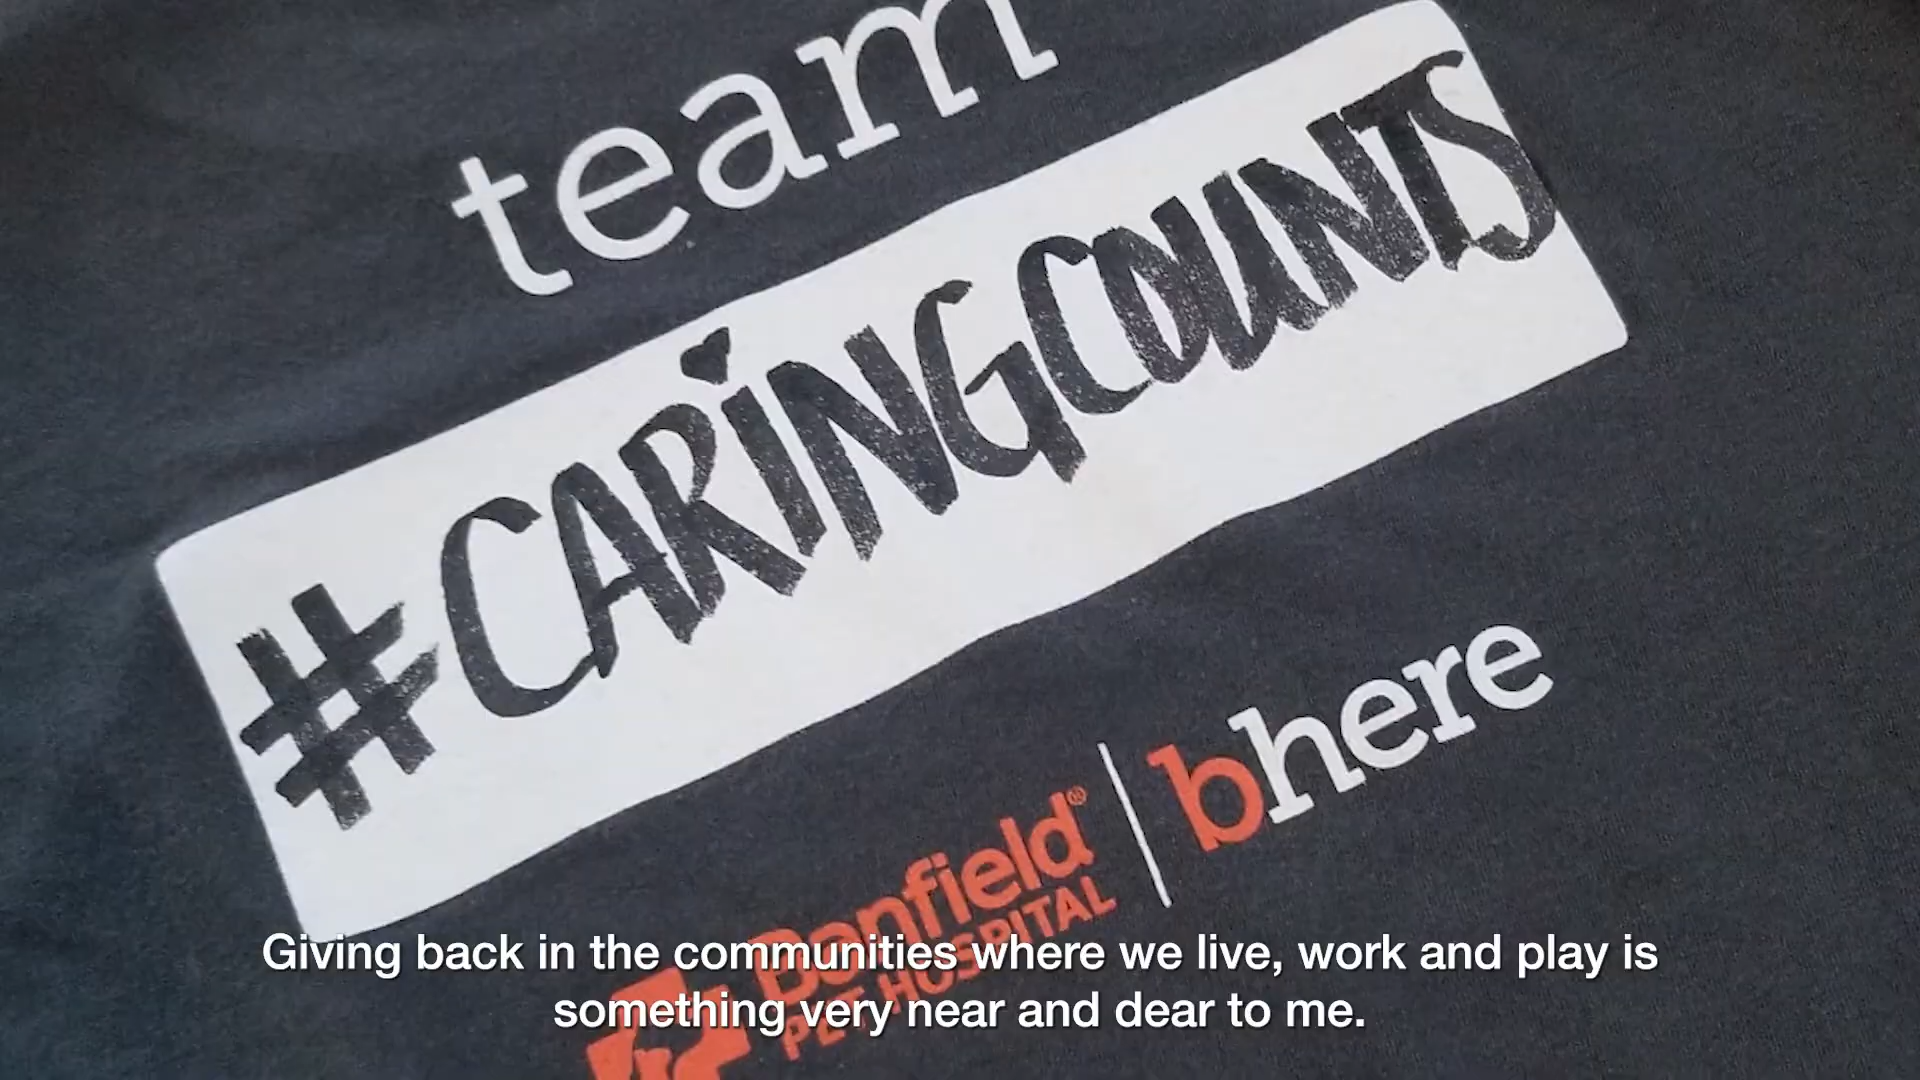 team
#CARiNGCOUNTS
Banfield® | bhere
PET HOSPITAL
Giving back in the communities where we live, work and play is
something very near and dear to me.